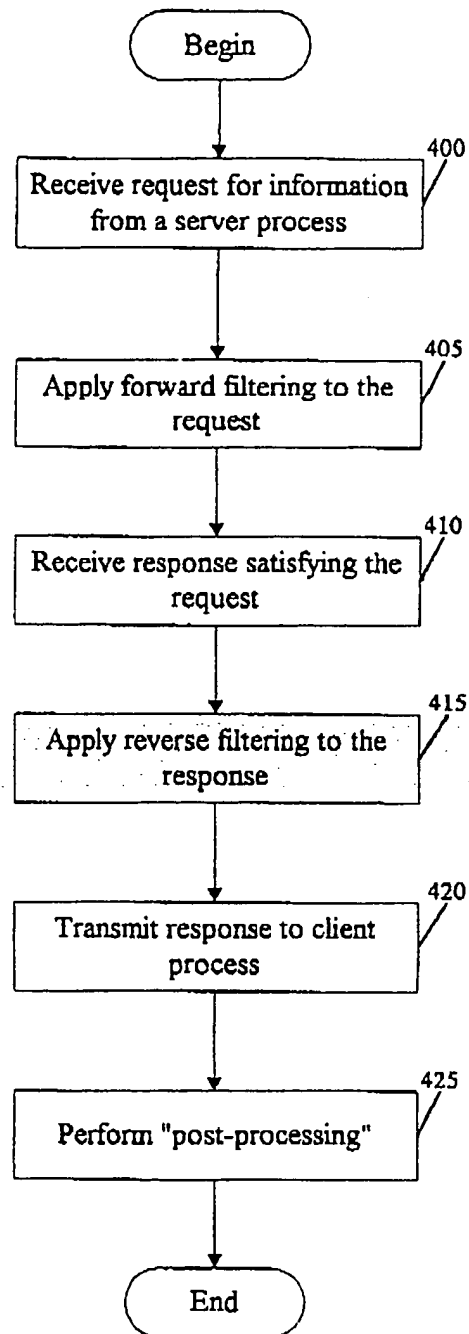 Begin
400
Receive request for information
from a server process
405
Apply forward filtering to the
request
410
Receive response satisfying the
request
415
Apply reverse filtering to the
response
420
Transmit response to client
process
425
Perform "post-processing"
End